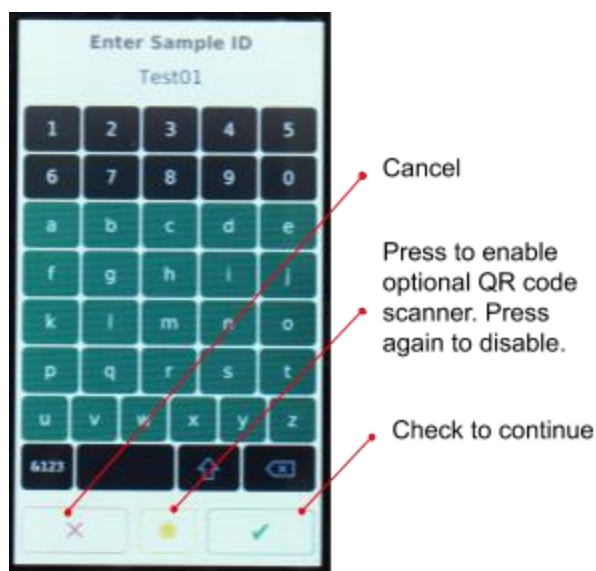 Enter Sample ID
Test01
1 2 3 4 5
6 7 8 9 0
a b c d e
f g h i j
k l m n o
p q r s t
u v w x y z
&123
Cancel
Press to enable
optional QR code
scanner. Press
again to disable.
Check to continue